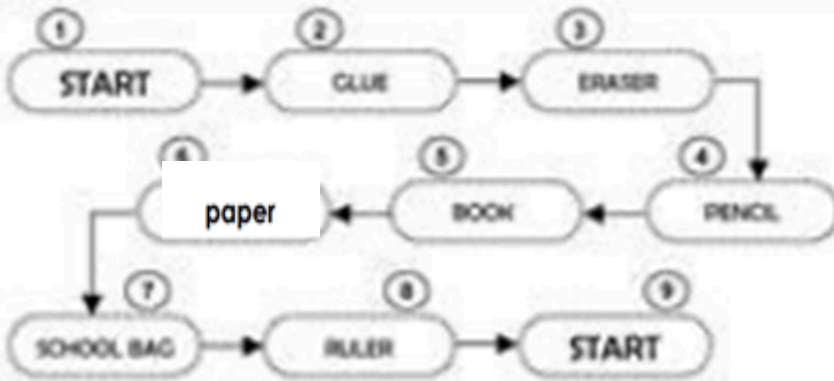 1
START
2
GLUE
3
ERASER
4
PENCIL
5
BOOK
6
paper
7
SCHOOL BAG
8
RULER
9
START